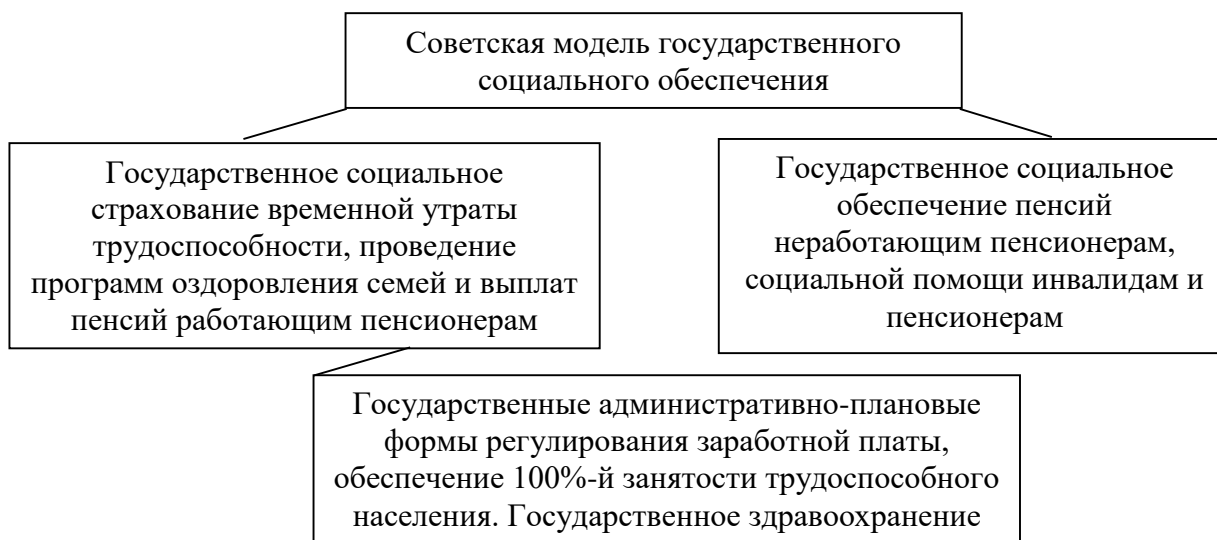 Советская модель государственного
социального обеспечения
Государственное социальное
страхование временной утраты
трудоспособности, проведение
программ оздоровления семей и выплат
пенсий работающим пенсионерам
Государственное социальное
обеспечение пенсий
неработающим пенсионерам,
социальной помощи инвалидам и
пенсионерам
Государственные административно-плановые
формы регулирования заработной платы,
обеспечение 100%-й занятости трудоспособного
населения. Государственное здравоохранение